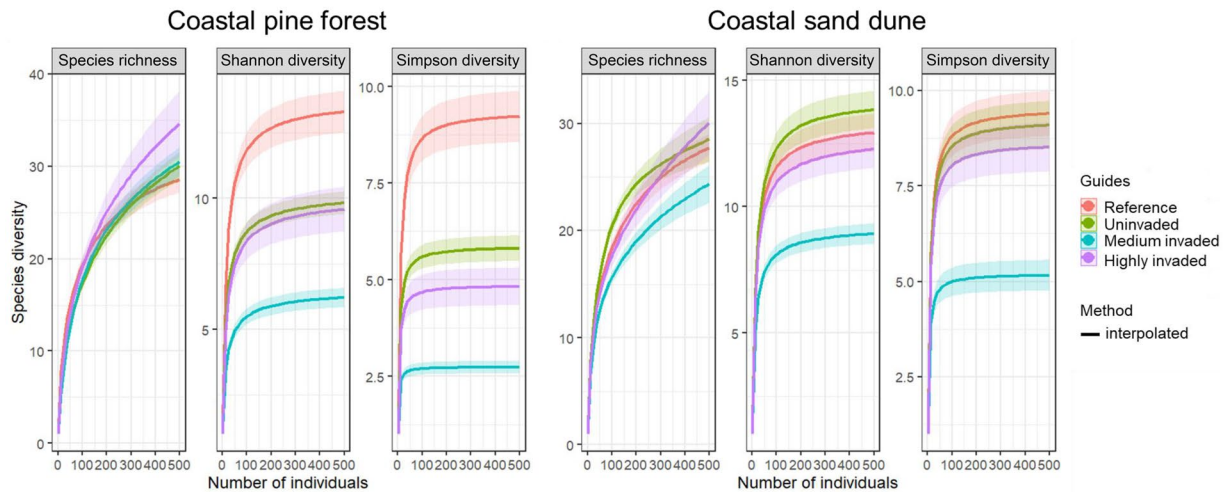 Coastal pine forest
Coastal sand dune
Species richness
Shannon diversity
Simpson diversity
Species richness
Shannon diversity
Simpson diversity
Species diversity
40
30
20
10
0
10
5
10.0
7.5
5.0
2.5
30
20
10
0
15
10
5
10.0
7.5
5.0
2.5
0 100 200 300 400 500
0 100 200 300 400 500
0 100 200 300 400 500
0 100 200 300 400 500
0 100 200 300 400 500
0 100 200 300 400 500
Number of individuals
Number of individuals
Guides
Reference
Uninvaded
Medium invaded
Highly invaded
Method
interpolated